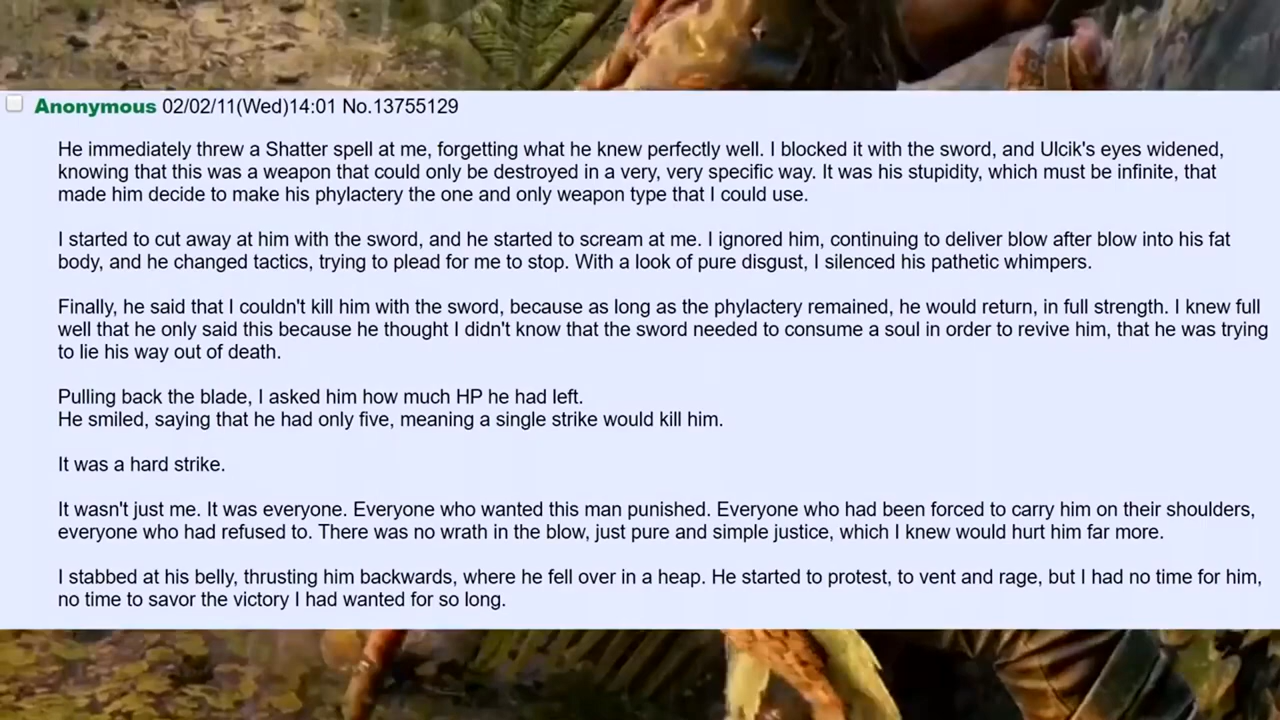 Anonymous 02/02/11(Wed)14:01 No.13755129
He immediately threw a Shatter spell at me, forgetting what he knew perfectly well. I blocked it with the sword, and Ulcik's eyes widened,
knowing that this was a weapon that could only be destroyed in a very, very specific way. It was his stupidity, which must be infinite, that
made him decide to make his phylactery the one and only weapon type that I could use.
I started to cut away at him with the sword, and he started to scream at me. I ignored him, continuing to deliver blow after blow into his fat
body, and he changed tactics, trying to plead for me to stop. With a look of pure disgust, I silenced his pathetic whimpers.
Finally, he said that I couldn't kill him with the sword, because as long as the phylactery remained, he would return, in full strength. I knew full
well that he only said this because he thought I didn't know that the sword needed to consume a soul in order to revive him, that he was trying
to lie his way out of death.
Pulling back the blade, I asked him how much HP he had left.
He smiled, saying that he had only five, meaning a single strike would kill him.
It was a hard strike.
It wasn't just me. It was everyone. Everyone who wanted this man punished. Everyone who had been forced to carry him on their shoulders,
everyone who had refused to. There was no wrath in the blow, just pure and simple justice, which I knew would hurt him far more.
I stabbed at his belly, thrusting him backwards, where he fell over in a heap. He started to protest, to vent and rage, but I had no time for him,
no time to savor the victory I had wanted for so long.